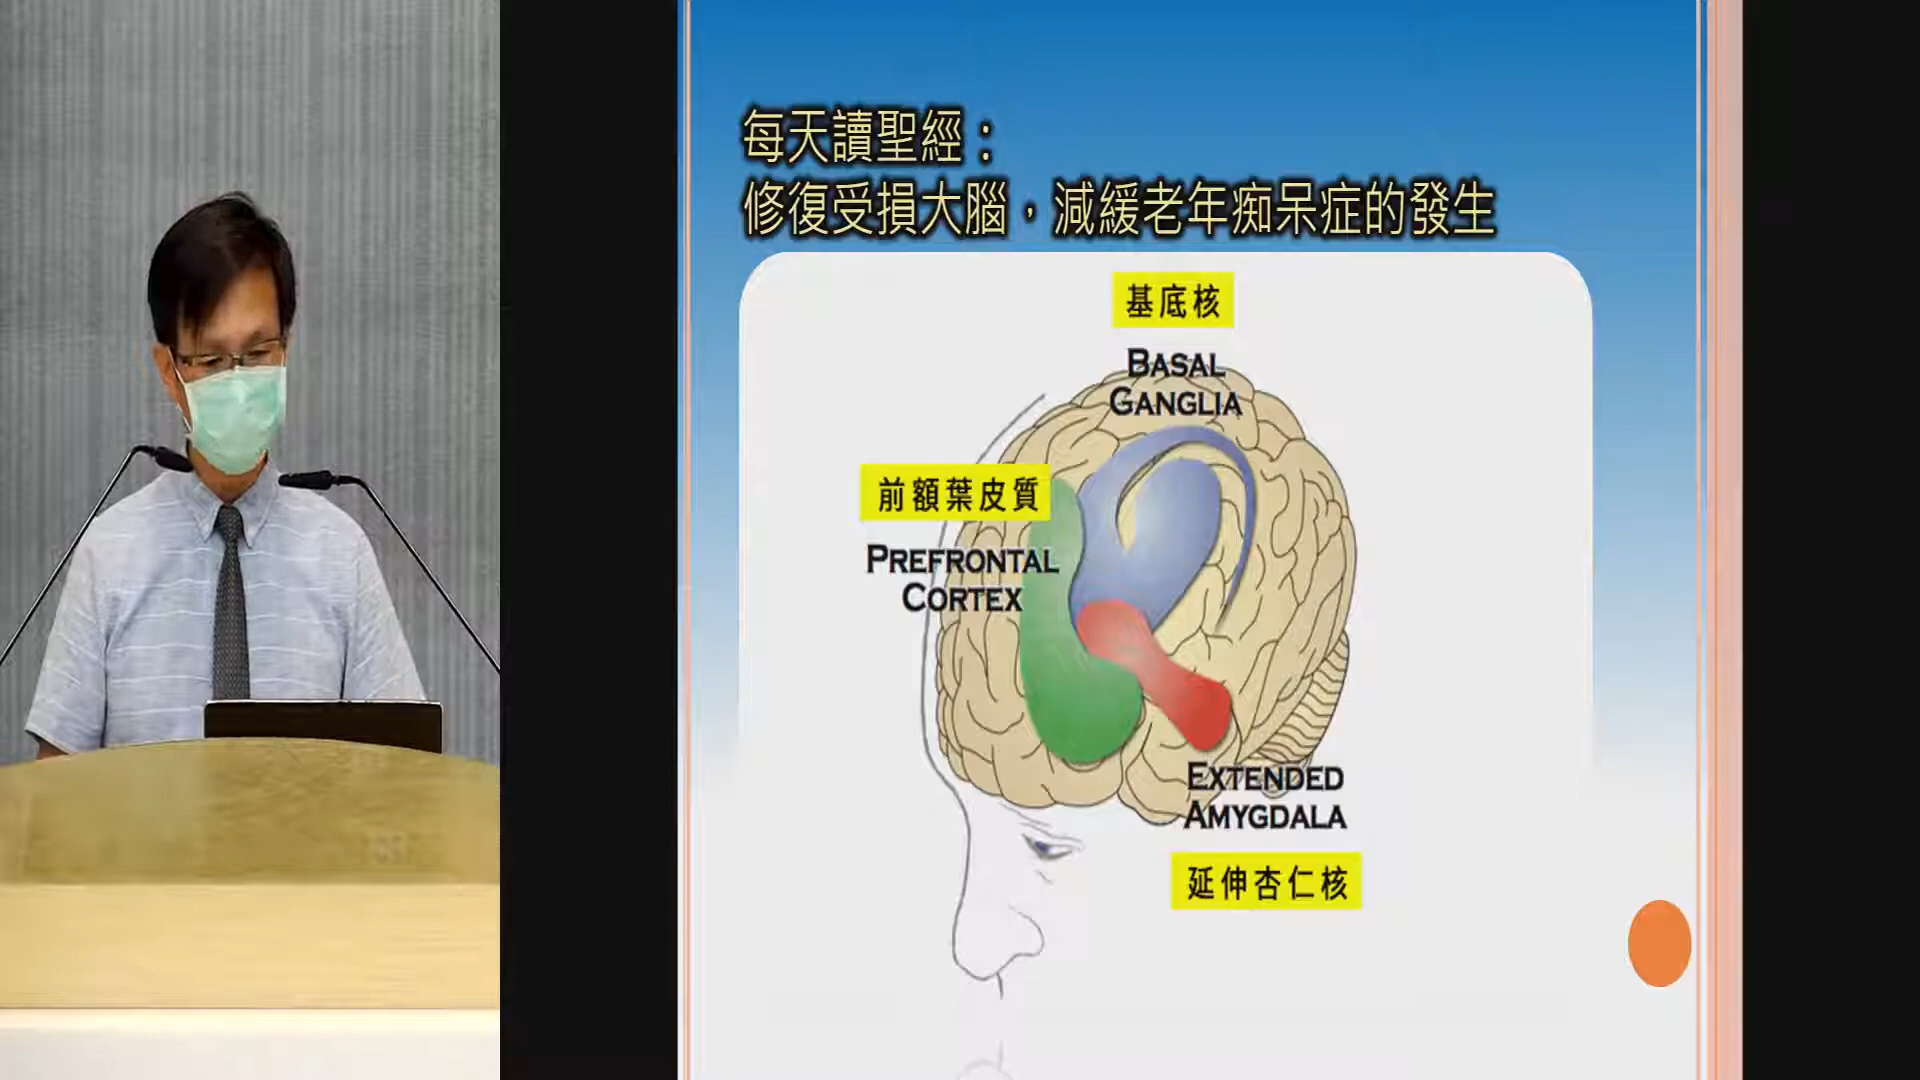 每天讀聖經：
修復受損大腦，減緩老年痴呆症的發生
基底核
BASAL
GANGLIA
前額葉皮質
PREFRONTAL
CORTEX
EXTENDED
AMYGDALA
延伸杏仁核